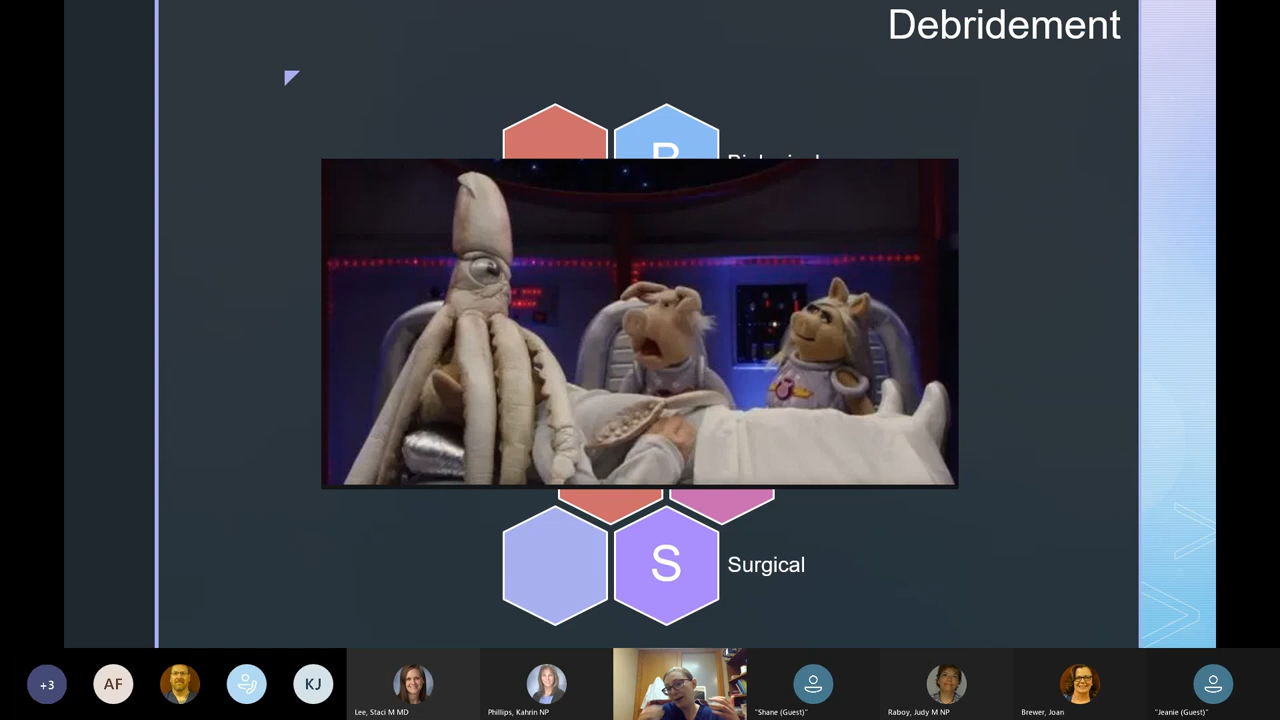 Debridement
B
S
Surgical
+3
AF
KJ
Lee, Staci M MD
Phillips, Kahrin NP
"Shane (Guest)"
Raboy, Judy M NP
Brewer, Joan
"Jeanie (Guest)"